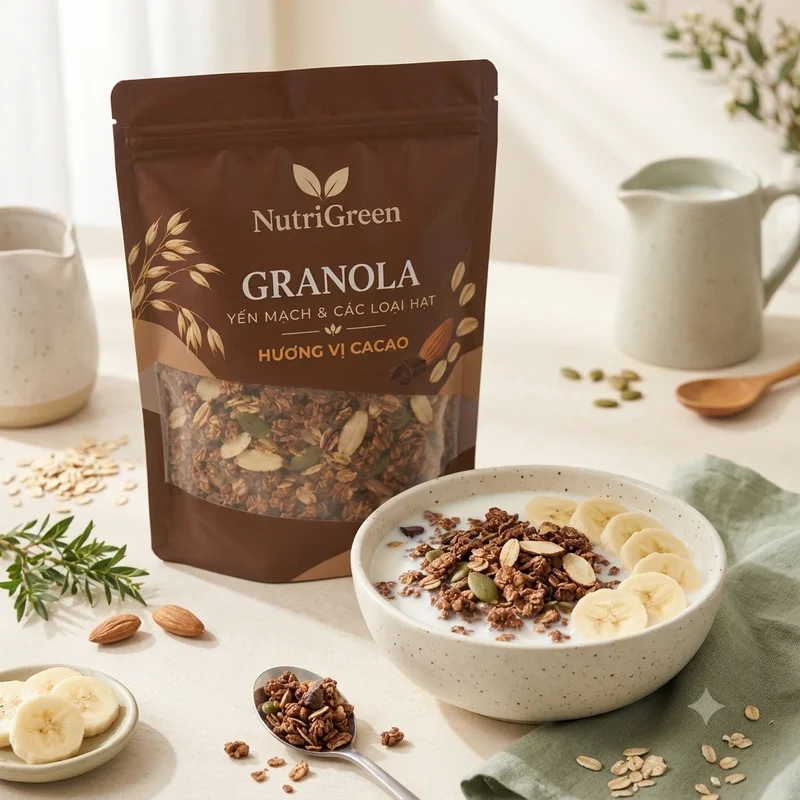 NutriGreen
GRANOLA
YẾN MẠCH & CÁC LOẠI HẠT
HƯƠNG VỊ CACAO